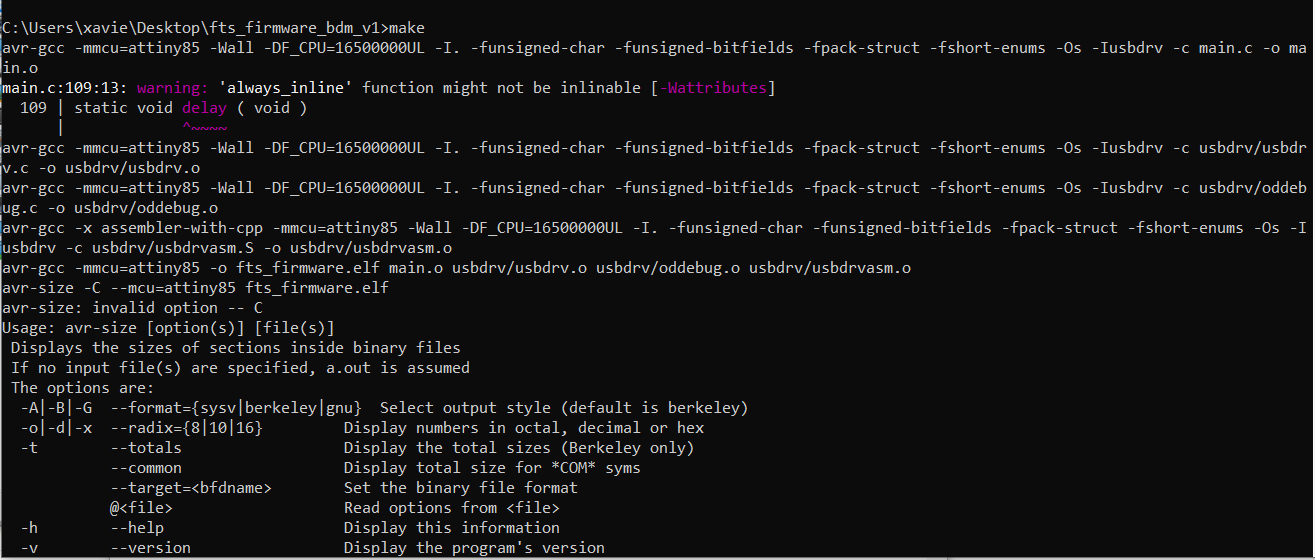 C:\Users\xavie\Desktop\fts_firmware_bdm_v1>make
avr-gcc -mmcu=attiny85 -Wall -DF_CPU=16500000UL -I. -funsigned-char -funsigned-bitfields -fpack-struct -fshort-enums -Os -Iusbdrv -c main.c -o ma
in.o
main.c:109:13: warning: 'always_inline' function might not be inlinable [-Wattributes]
  109 | static void delay ( void )
      |             ^~~~~
avr-gcc -mmcu=attiny85 -Wall -DF_CPU=16500000UL -I. -funsigned-char -funsigned-bitfields -fpack-struct -fshort-enums -Os -Iusbdrv -c usbdrv/usbdr
v.c -o usbdrv/usbdrv.o
avr-gcc -mmcu=attiny85 -Wall -DF_CPU=16500000UL -I. -funsigned-char -funsigned-bitfields -fpack-struct -fshort-enums -Os -Iusbdrv -c usbdrv/oddeb
ug.c -o usbdrv/oddebug.o
avr-gcc -x assembler-with-cpp -mmcu=attiny85 -Wall -DF_CPU=16500000UL -I. -funsigned-char -funsigned-bitfields -fpack-struct -fshort-enums -Os -I
usbdrv -c usbdrv/usbdrvasm.S -o usbdrv/usbdrvasm.o
avr-gcc -mmcu=attiny85 -o fts_firmware.elf main.o usbdrv/usbdrv.o usbdrv/oddebug.o usbdrv/usbdrvasm.o
avr-size -C --mcu=attiny85 fts_firmware.elf
avr-size: invalid option -- C
Usage: avr-size [option(s)] [file(s)]
 Displays the sizes of sections inside binary files
 If no input file(s) are specified, a.out is assumed
 The options are:
  -A|-B|-G  --format={sysv|berkeley|gnu}  Select output style (default is berkeley)
  -o|-d|-x  --radix={8|10|16}         Display numbers in octal, decimal or hex
  -t        --totals                  Display the total sizes (Berkeley only)
            --common                  Display total size for *COM* syms
            --target=<bfdname>        Set the binary file format
            @<file>                   Read options from <file>
  -h        --help                    Display this information
  -v        --version                 Display the program's version